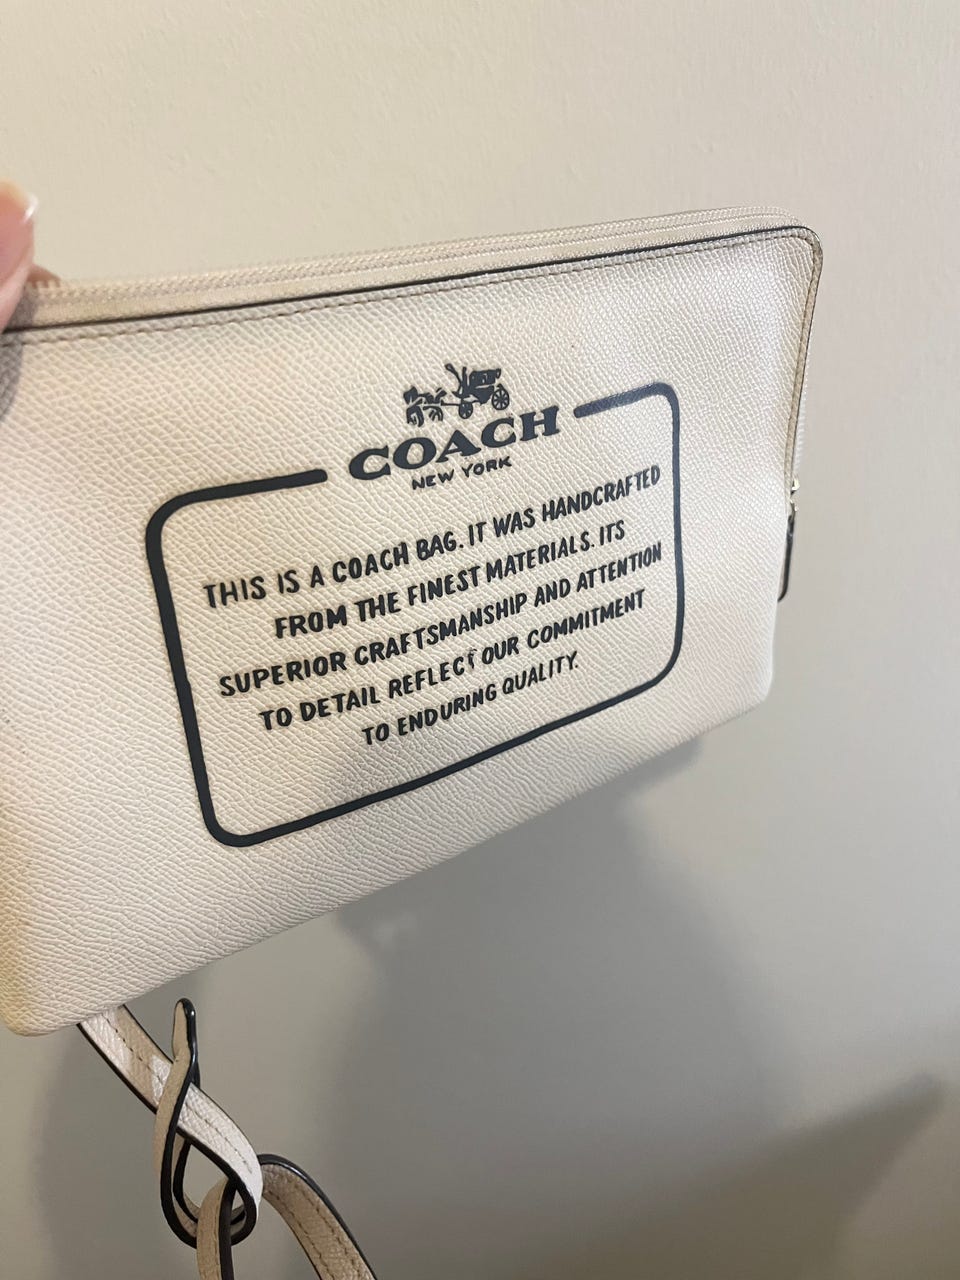 COACH
NEW YORK
THIS IS A COACH BAG. IT WAS HANDCRAFTED
FROM THE FINEST MATERIALS. ITS
SUPERIOR CRAFTSMANSHIP AND ATTENTION
TO DETAIL REFLECT OUR COMMITMENT
TO ENDURING QUALITY.